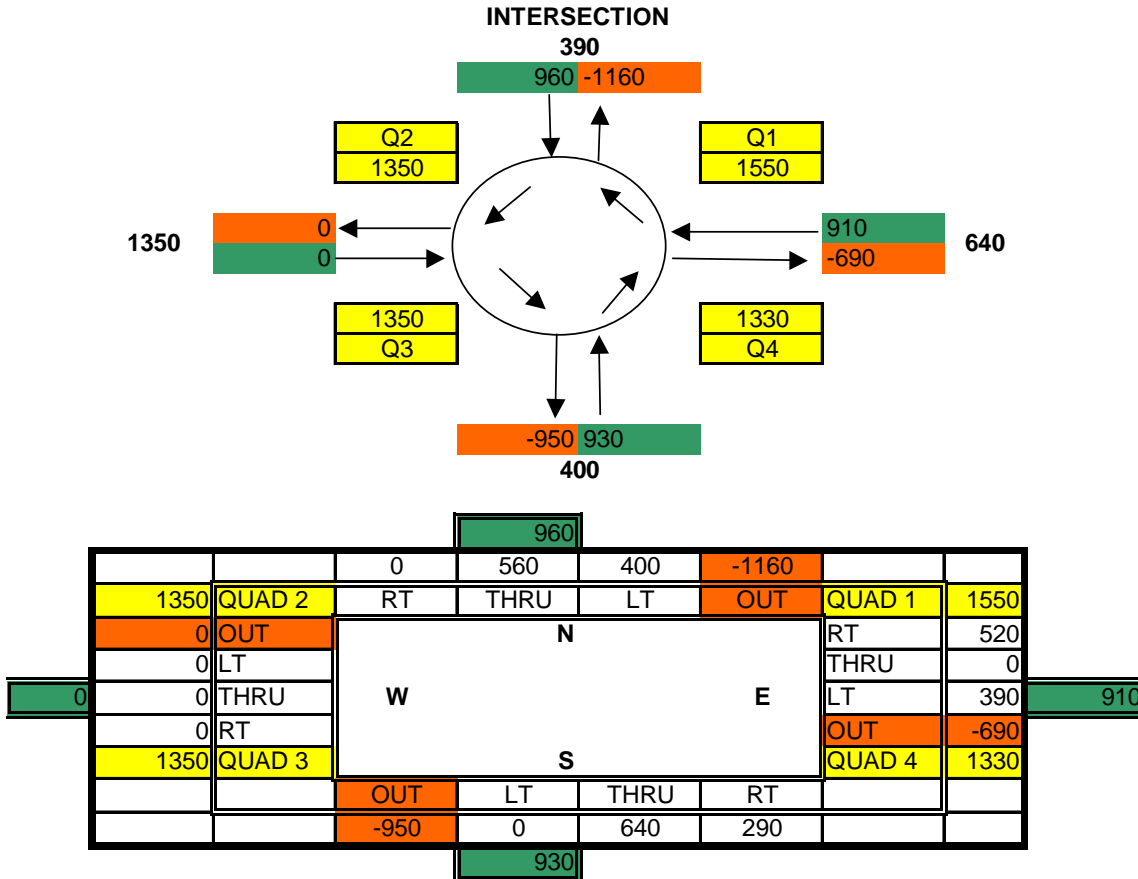 INTERSECTION
390
960 -1160
Q2 Q1
1350 1550
0 910
1350 640
0 -690
1350 1330
Q3 Q4
-950 930
400
960
0 560 400 -1160
1350 QUAD 2 RT THRU LT OUT QUAD 1 1550
0 OUT N RT 520
0 LT THRU 0
0 0 THRU W E LT 390 910
0 RT OUT -690
1350 QUAD 3 S QUAD 4 1330
OUT LT THRU RT
-950 0 640 290
930